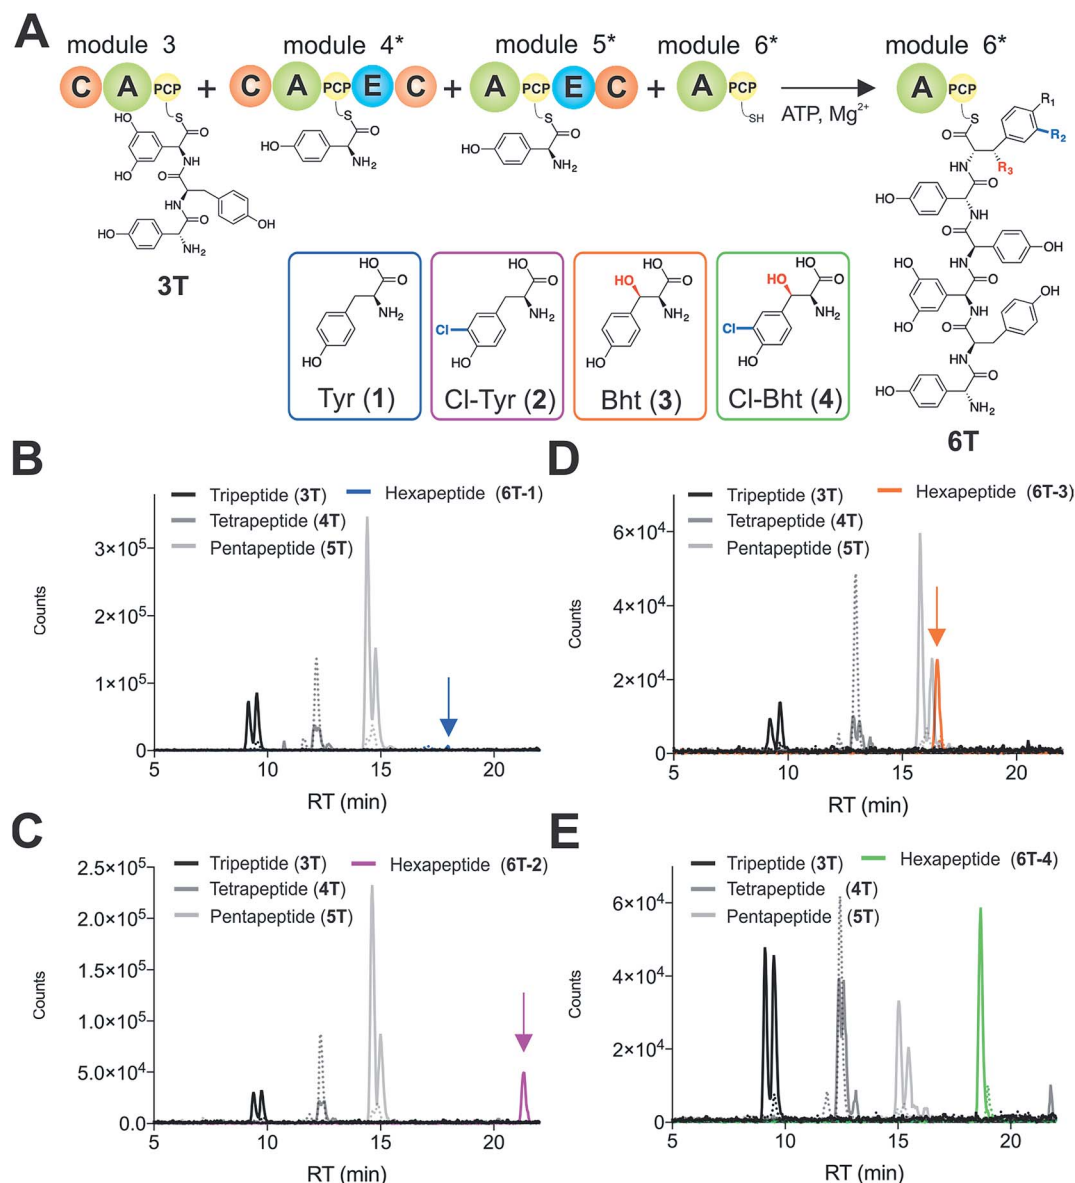 A
module 3
module 4*
module 5*
module 6*
module 6*
C A PCP + C A PCP E C + A PCP E C + A PCP
ATP, Mg²⁺
A PCP
S
S
S
SH
S
HO
O
NH
HO
O
HN
OH
O
HO
NH₂
3T
O
HO
NH₂
O
HO
NH₂
R₁
R₂
R₃
O
HN
O
HO
NH
O
OH
HN
HO
O
HO
NH
OH
O
HN
O
HO
NH₂
6T
HO
O
NH₂
HO
Tyr (1)
HO
O
NH₂
Cl
HO
Cl-Tyr (2)
HO
HO
O
NH₂
HO
Bht (3)
HO
HO
O
NH₂
Cl
HO
Cl-Bht (4)
B
Tripeptide (3T)
Hexapeptide (6T-1)
Tetrapeptide (4T)
Pentapeptide (5T)
3×10⁵
2×10⁵
1×10⁵
0
Counts
5 10 15 20
RT (min)
D
Tripeptide (3T)
Hexapeptide (6T-3)
Tetrapeptide (4T)
Pentapeptide (5T)
6×10⁴
4×10⁴
2×10⁴
0
Counts
5 10 15 20
RT (min)
C
Tripeptide (3T)
Hexapeptide (6T-2)
Tetrapeptide (4T)
Pentapeptide (5T)
2.5×10⁵
2.0×10⁵
1.5×10⁵
1.0×10⁵
5.0×10⁴
0.0
Counts
5 10 15 20
RT (min)
E
Tripeptide (3T)
Hexapeptide (6T-4)
Tetrapeptide (4T)
Pentapeptide (5T)
6×10⁴
4×10⁴
2×10⁴
0
Counts
5 10 15 20
RT (min)